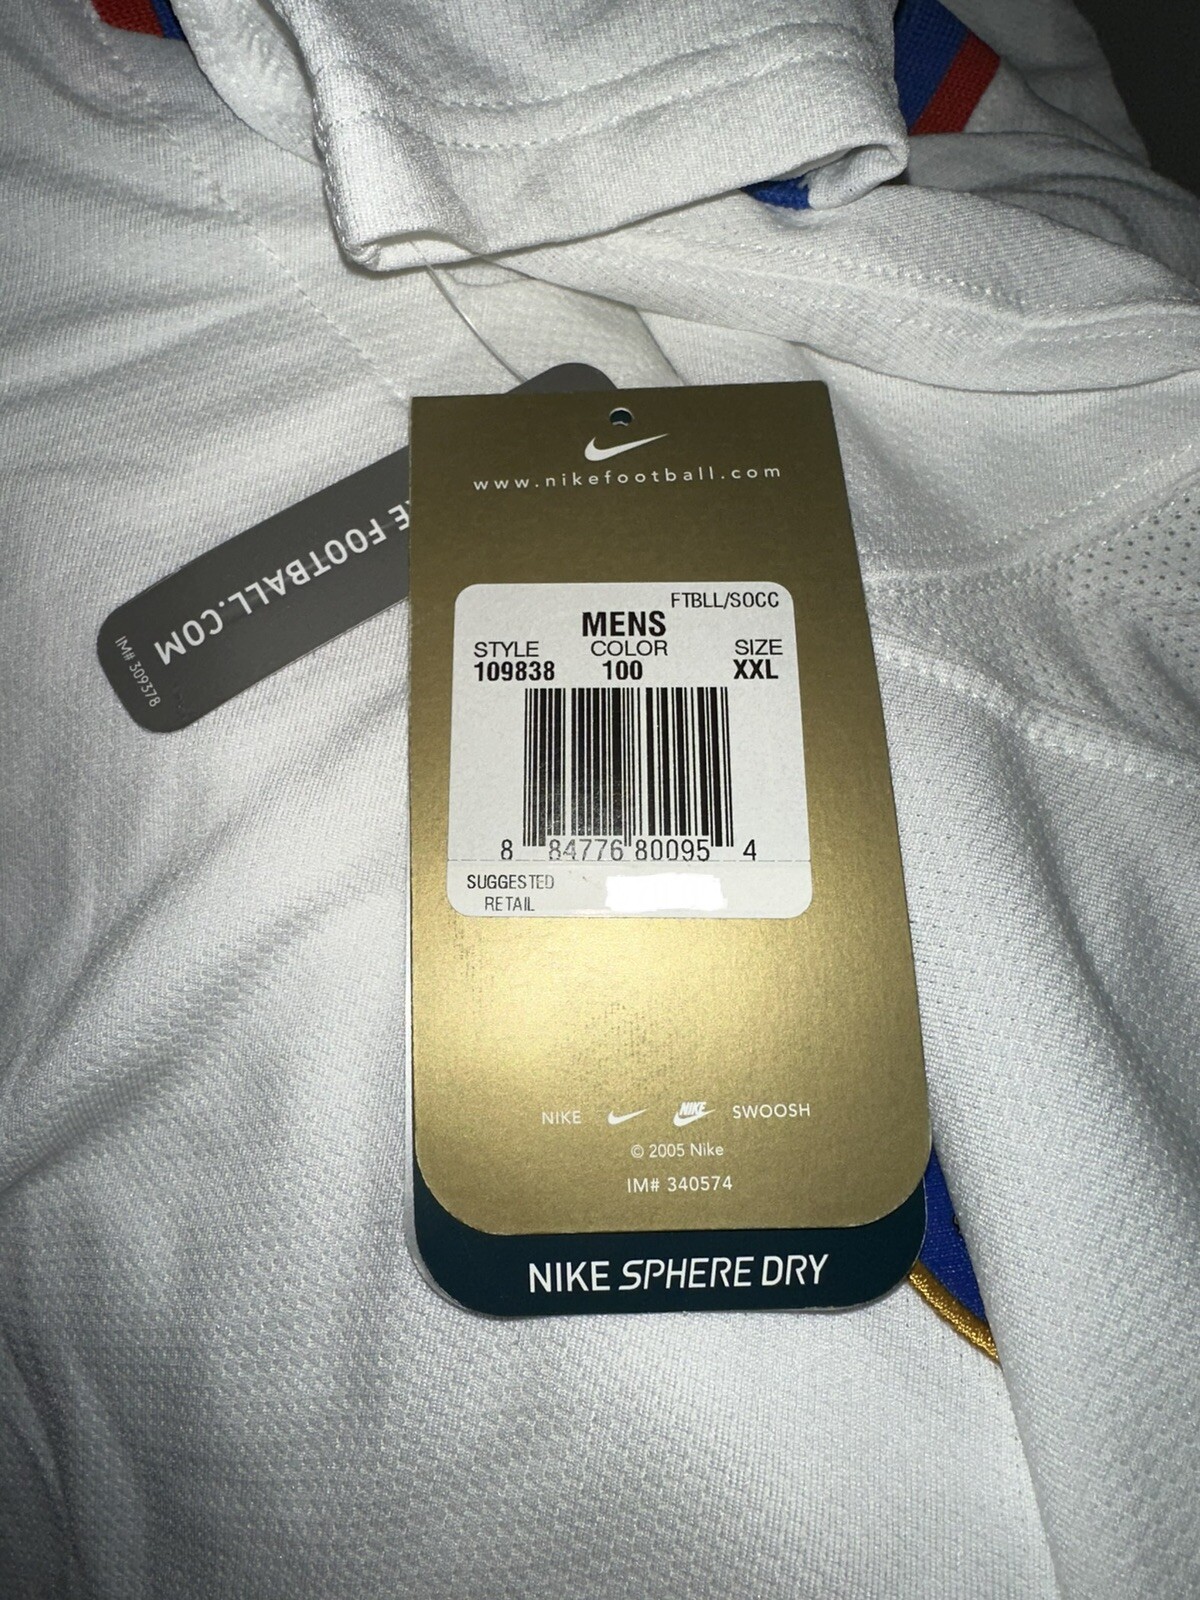 www.nikefootball.com
FTBLL/SOCC
MENS
STYLE COLOR SIZE
109838 100 XXL
8 84776 80095 4
SUGGESTED
RETAIL
NIKE NIKE SWOOSH
© 2005 Nike
IM# 340574
NIKE SPHERE DRY
E FOOTBALL.COM
IM# 309378